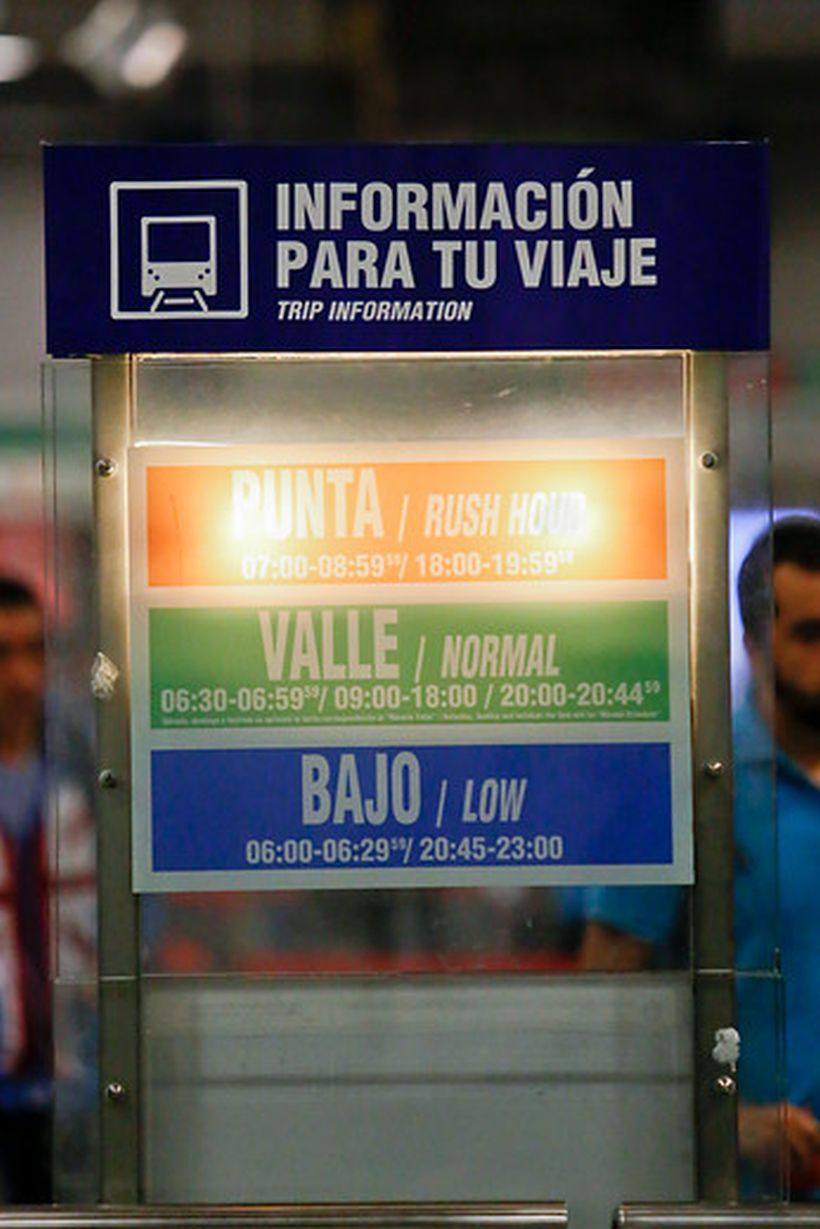 INFORMACIÓN
PARA TU VIAJE
TRIP INFORMATION
PUNTA / RUSH HOUR
07:00-08:59⁵⁹/ 18:00-19:59⁵⁹
VALLE / NORMAL
06:30-06:59⁵⁹/ 09:00-18:00 / 20:00-20:44⁵⁹
BAJO / LOW
06:00-06:29⁵⁹/ 20:45-23:00